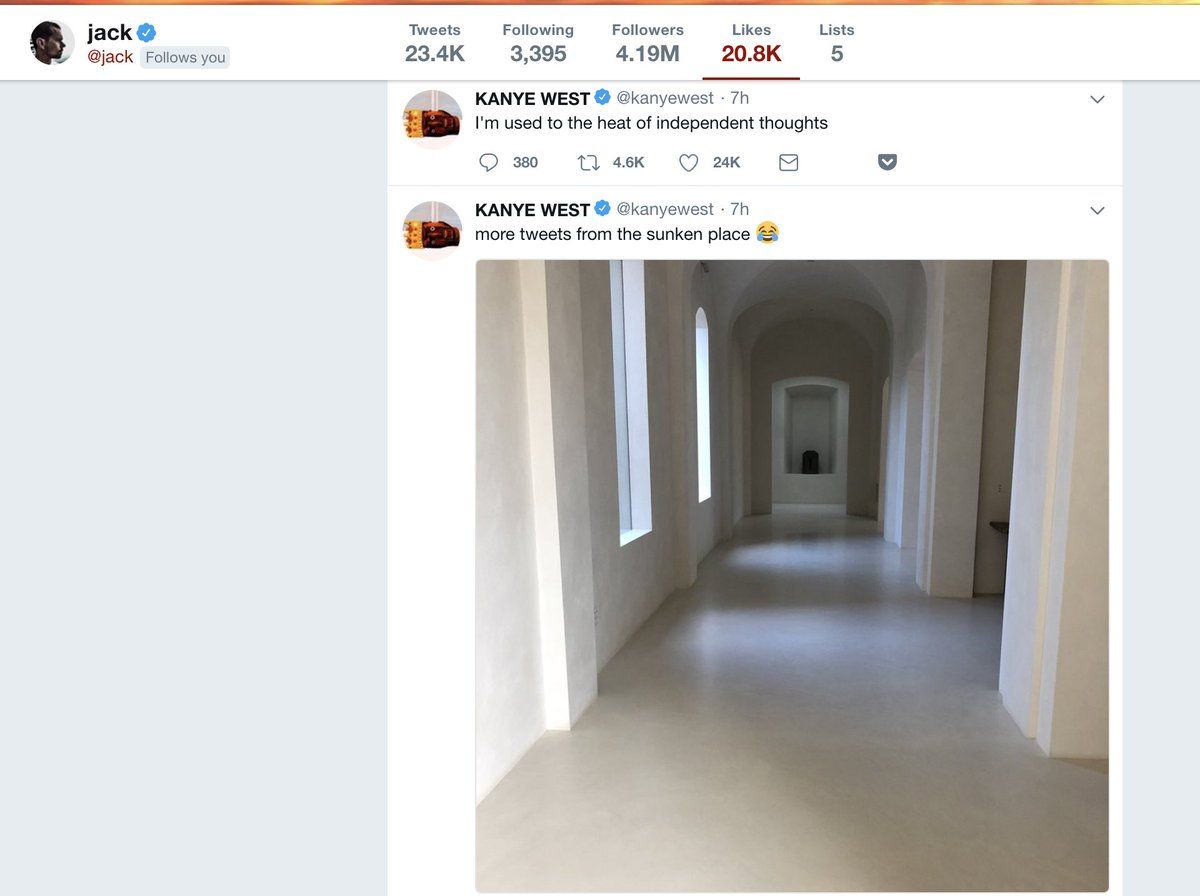 jack
@jack Follows you
Tweets Following Followers Likes Lists
23.4K 3,395 4.19M 20.8K 5
KANYE WEST @kanyewest · 7h
I'm used to the heat of independent thoughts
380 4.6K 24K
KANYE WEST @kanyewest · 7h
more tweets from the sunken place 😂